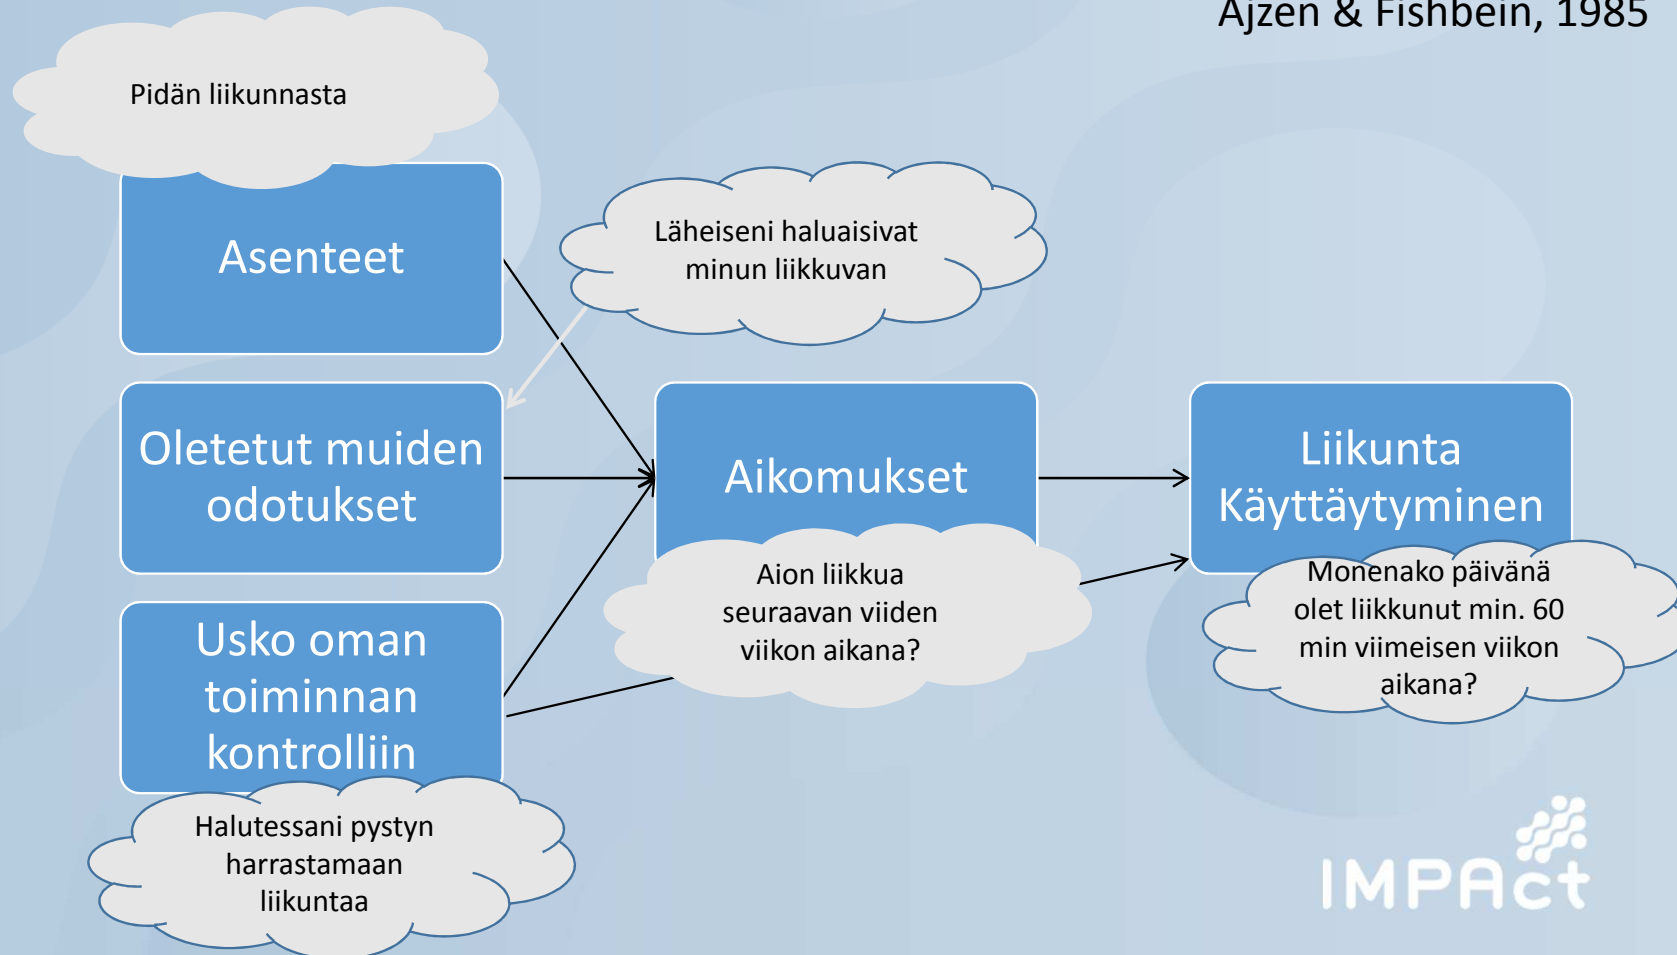 Ajzen & Fishbein, 1985
Pidän liikunnasta
Asenteet
Läheiseni haluaisivat
minun liikkuvan
Oletetut muiden
odotukset
Aikomukset
Liikunta
Käyttäytyminen
Aion liikkua
seuraavan viiden
viikon aikana?
Monenako päivänä
olet liikkunut min. 60
min viimeisen viikon
aikana?
Usko oman
toiminnan
kontrolliin
Halutessani pystyn
harrastamaan
liikuntaa
IMPAct